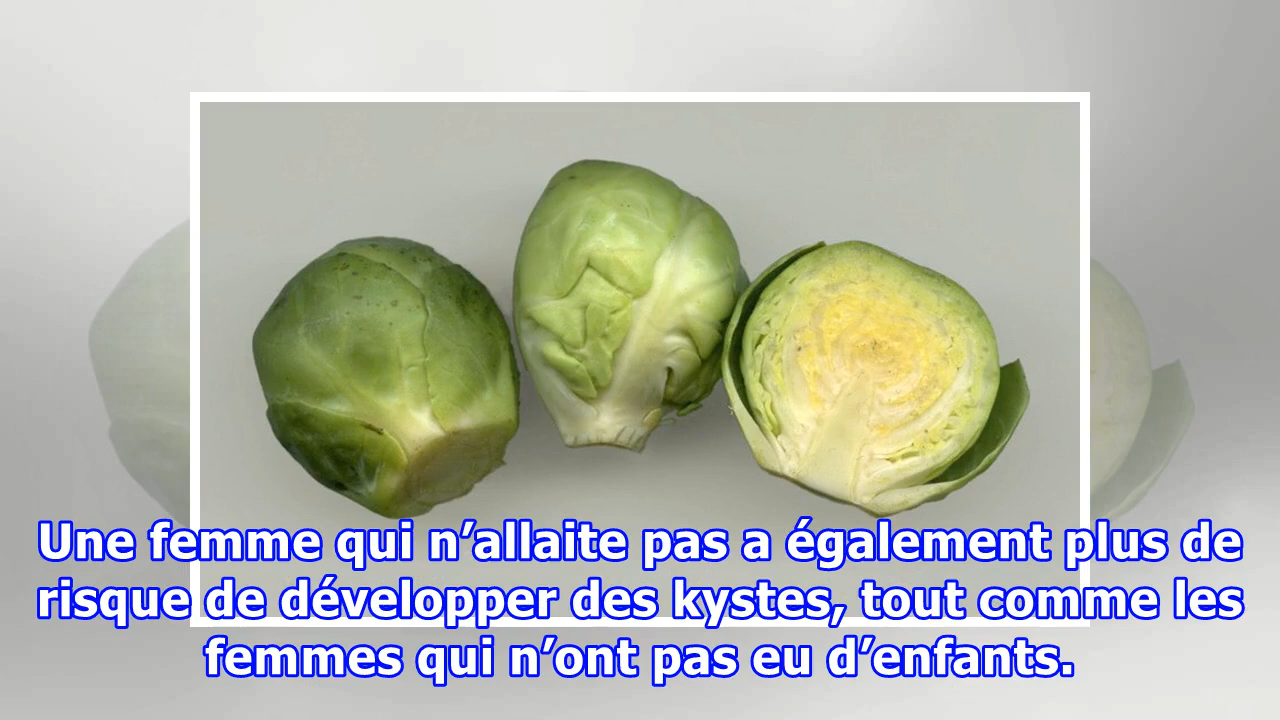 Une femme qui n’allaite pas a également plus de
risque de développer des kystes, tout comme les
femmes qui n’ont pas eu d’enfants.